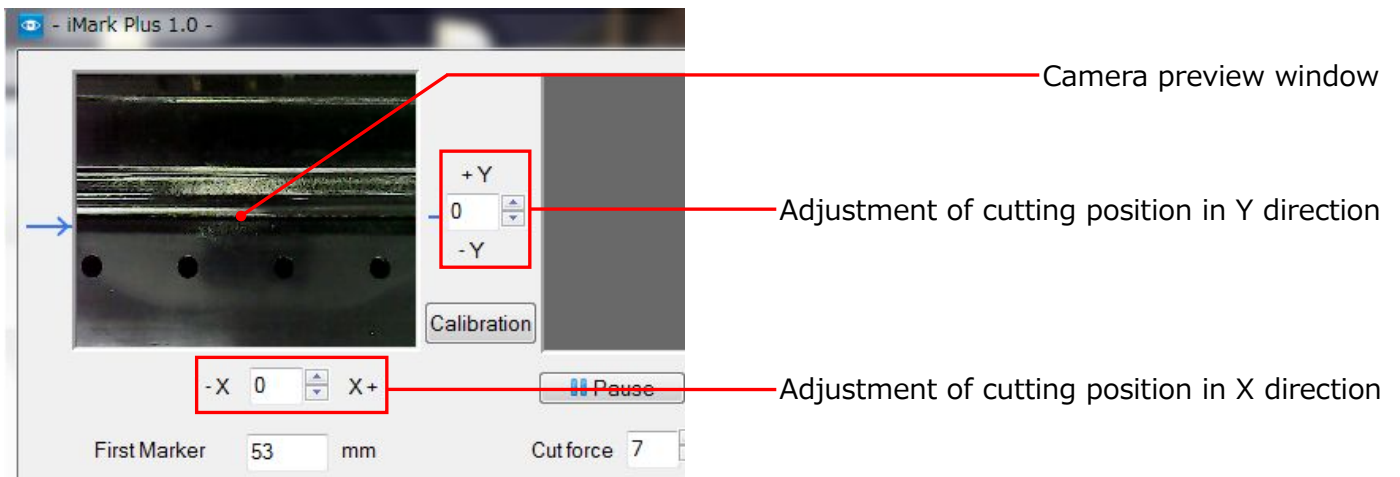 - iMark Plus 1.0 -
Camera preview window
+ Y
0
Adjustment of cutting position in Y direction
- Y
Calibration
- X 0 X +
Pause
Adjustment of cutting position in X direction
First Marker 53 mm
Cut force 7